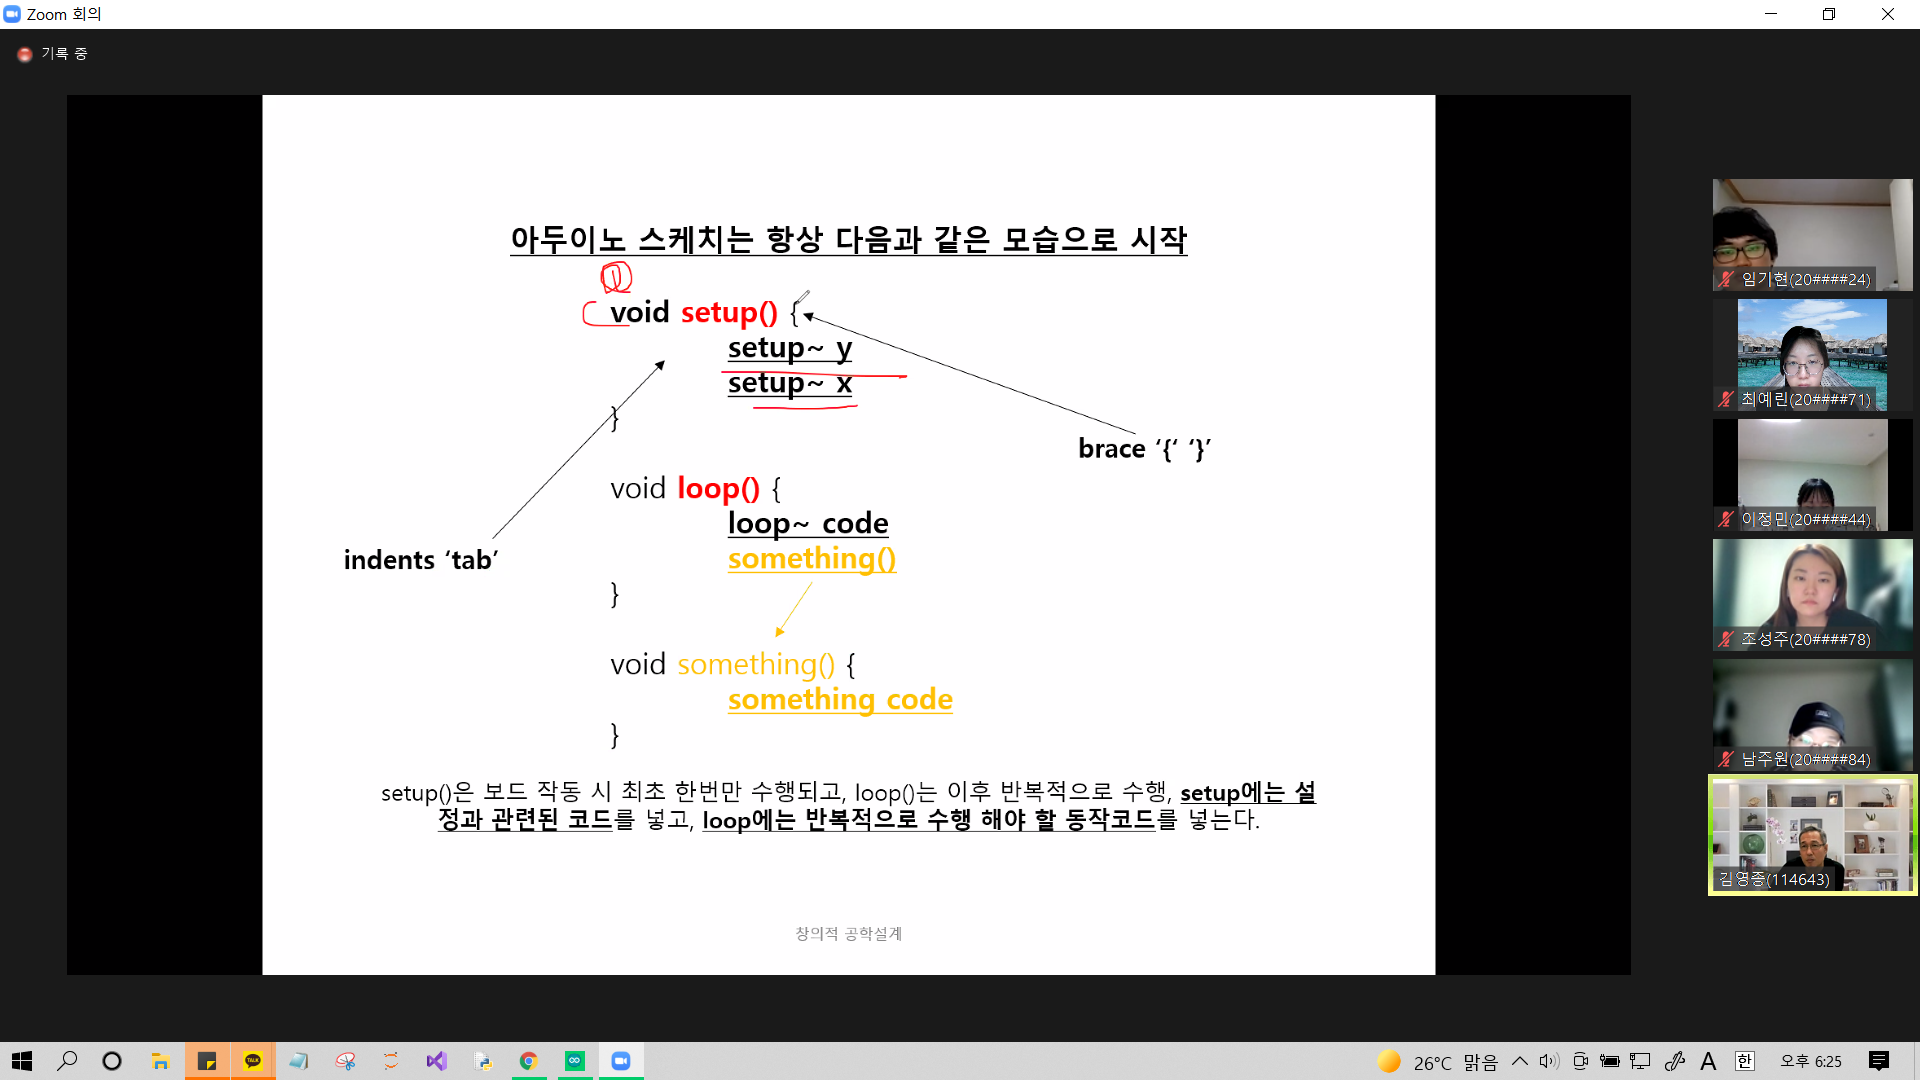 Zoom 회의
기록 중
아두이노 스케치는 항상 다음과 같은 모습으로 시작
①
void setup() {
setup~ y
setup~ x
}
brace ‘{‘ ‘}’
void loop() {
loop~ code
something()
indents ‘tab’
}
void something() {
something code
}
setup()은 보드 작동 시 최초 한번만 수행되고, loop()는 이후 반복적으로 수행, setup에는 설
정과 관련된 코드를 넣고, loop에는 반복적으로 수행 해야 할 동작코드를 넣는다.
창의적 공학설계
임기현(20####24)
최예린(20####71)
이정민(20####44)
조성주(20####78)
남주원(20####84)
김영종(114643)
TALK
26°C 맑음
A
한
오후 6:25